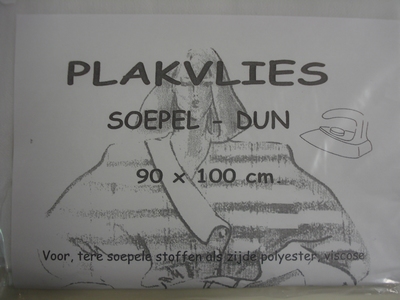 PLAKVLIES
SOEPEL - DUN
90 x 100 cm
Voor, tere soepele stoffen als zijde polyester, viscose